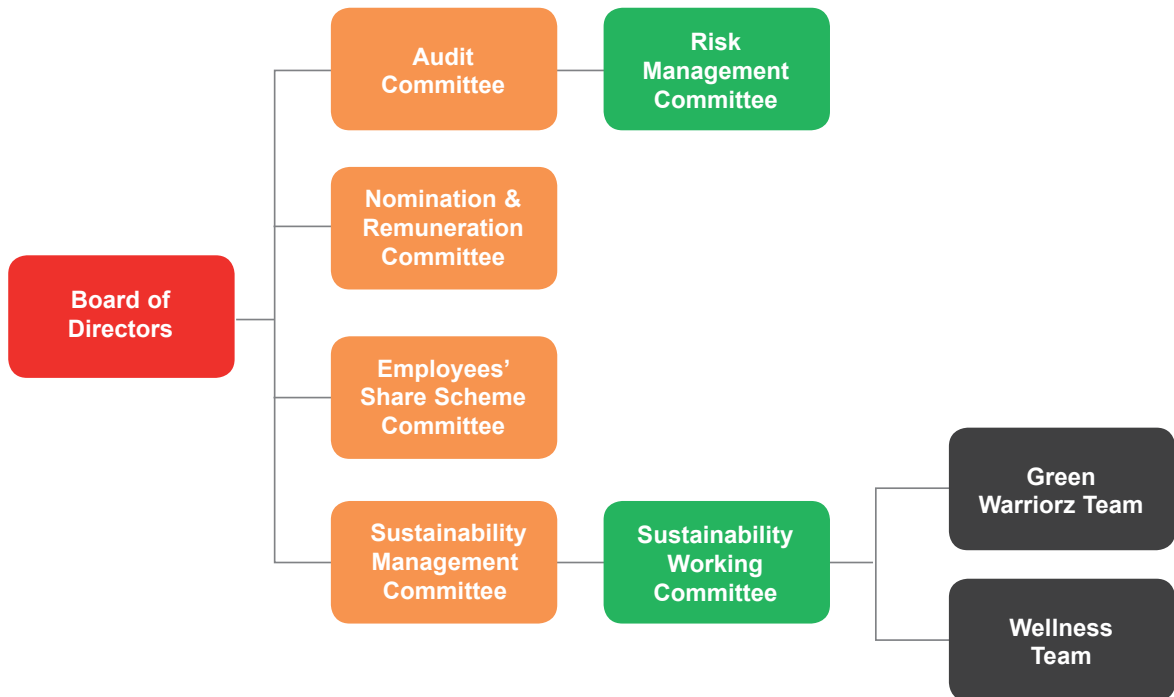 Audit
Committee
Risk
Management
Committee
Nomination &
Remuneration
Committee
Board of
Directors
Employees’
Share Scheme
Committee
Sustainability
Management
Committee
Sustainability
Working
Committee
Green
Warriorz Team
Wellness
Team